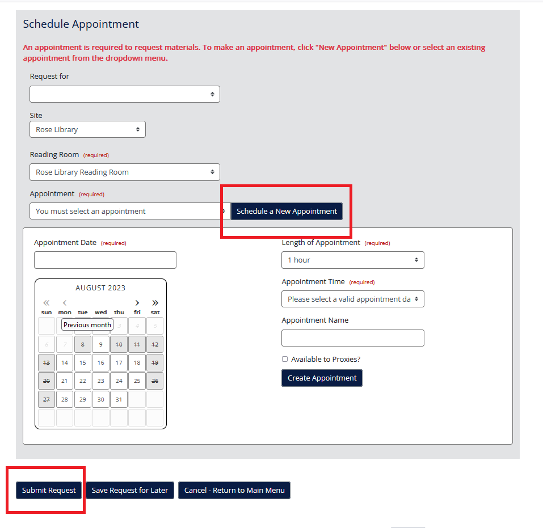 Schedule Appointment
An appointment is required to request materials. To make an appointment, click "New Appointment" below or select an existing
appointment from the dropdown menu.
Request for
Site
Rose Library
Reading Room (required)
Rose Library Reading Room
Appointment (required)
You must select an appointment
Schedule a New Appointment
Appointment Date (required)
AUGUST 2023
« ‹ › »
sun mon tue wed thu fri sat
Previous month
8 9 10 11 12
13 14 15 16 17 18 19
20 21 22 23 24 25 26
27 28 29 30 31
Length of Appointment (required)
1 hour
Appointment Time (required)
Please select a valid appointment da
Appointment Name
Available to Proxies?
Create Appointment
Submit Request
Save Request for Later
Cancel - Return to Main Menu